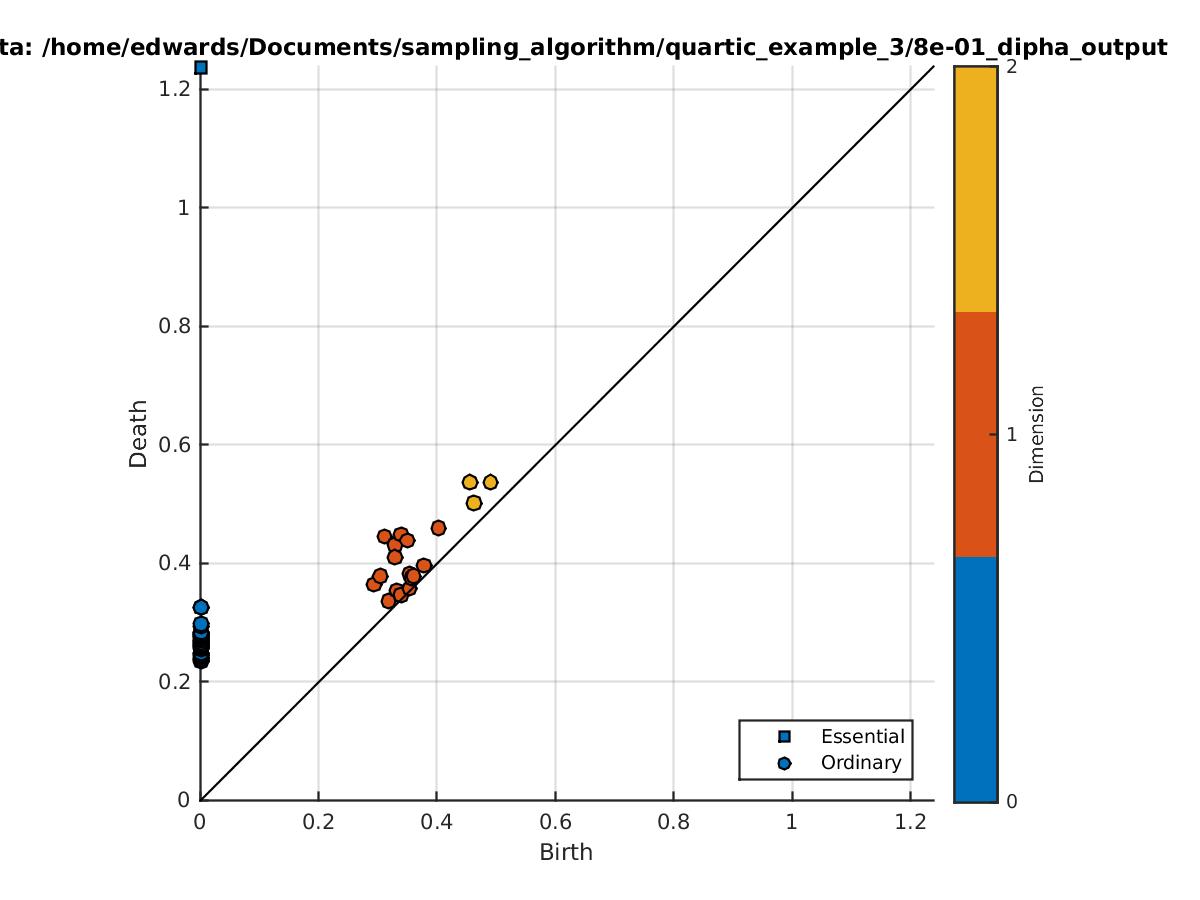 ta: /home/edwards/Documents/sampling_algorithm/quartic_example_3/8e-01_dipha_output
1.2
1
0.8
0.6
0.4
0.2
0
Death
0
0.2
0.4
0.6
0.8
1
1.2
Birth
Essential
Ordinary
2
1
0
Dimension